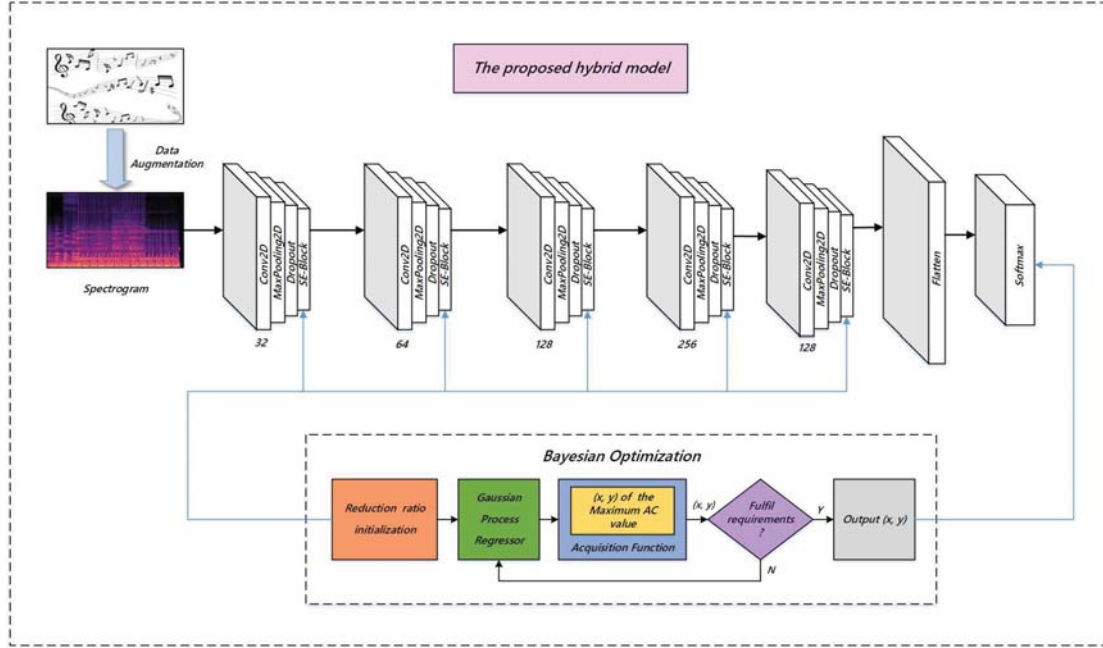 The proposed hybrid model
Data
Augmentation
Spectrogram
Conv2D
MaxPooling2D
Dropout
SE-Block
32
Conv2D
MaxPooling2D
Dropout
SE-Block
64
Conv2D
MaxPooling2D
Dropout
SE-Block
128
Conv2D
MaxPooling2D
Dropout
SE-Block
256
Conv2D
MaxPooling2D
Dropout
SE-Block
128
Flatten
Softmax
Bayesian Optimization
Reduction ratio
initialization
Gaussian
Process
Regressor
(x, y) of the
Maximum AC
value
Acquisition Function
(x, y)
Fulfil
requirements
?
Y
N
Output (x, y)